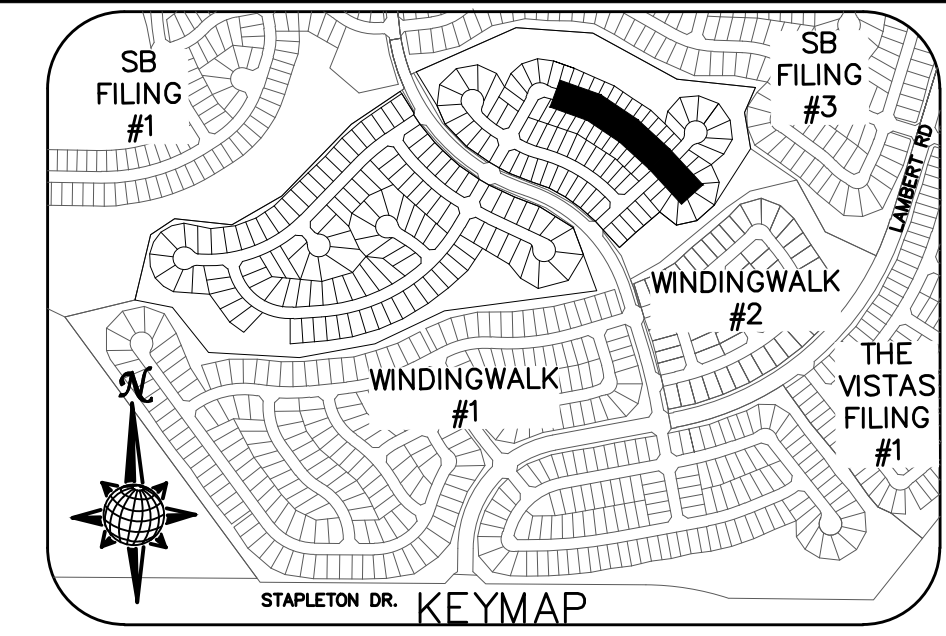 SB
FILING
#1
SB
FILING
#3
LAMBERT RD
WINDINGWALK
#2
THE
VISTAS
FILING
#1
WINDINGWALK
#1
N
STAPLETON DR.
KEYMAP